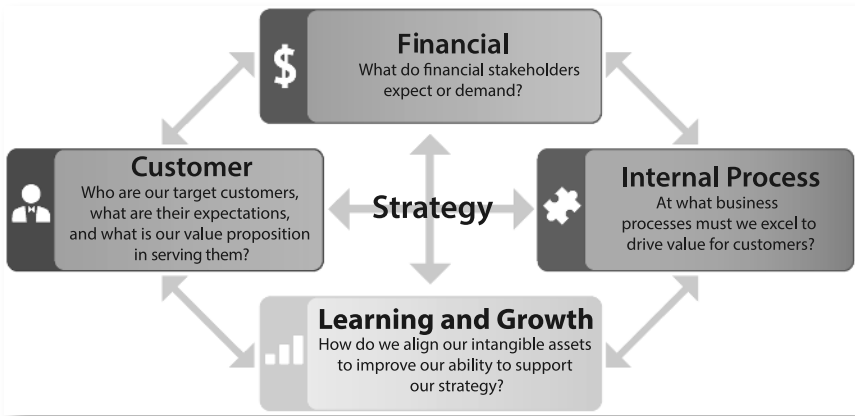 $
Financial
What do financial stakeholders
expect or demand?
Customer
Who are our target customers,
what are their expectations,
and what is our value proposition
in serving them?
Strategy
Internal Process
At what business
processes must we excel to
drive value for customers?
Learning and Growth
How do we align our intangible assets
to improve our ability to support
our strategy?